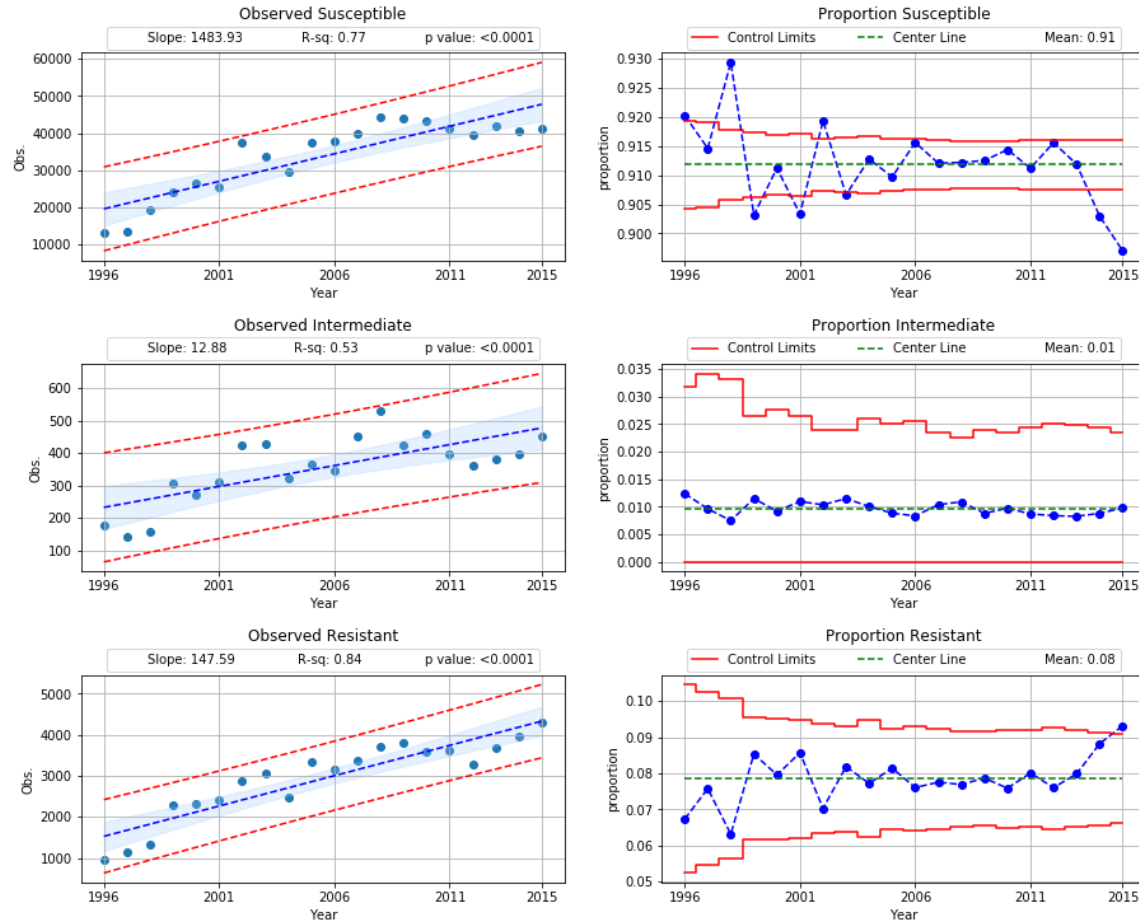 Observed Susceptible
Slope: 1483.93 R-sq: 0.77 p value: <0.0001
60000
50000
40000
30000
20000
10000
Obs.
1996 2001 2006 2011 2015
Year
Proportion Susceptible
Control Limits Center Line Mean: 0.91
0.930
0.925
0.920
0.915
0.910
0.905
0.900
proportion
1996 2001 2006 2011 2015
Year
Observed Intermediate
Slope: 12.88 R-sq: 0.53 p value: <0.0001
600
500
400
300
200
100
Obs.
1996 2001 2006 2011 2015
Year
Proportion Intermediate
Control Limits Center Line Mean: 0.01
0.035
0.030
0.025
0.020
0.015
0.010
0.005
0.000
proportion
1996 2001 2006 2011 2015
Year
Observed Resistant
Slope: 147.59 R-sq: 0.84 p value: <0.0001
5000
4000
3000
2000
1000
Obs.
1996 2001 2006 2011 2015
Year
Proportion Resistant
Control Limits Center Line Mean: 0.08
0.10
0.09
0.08
0.07
0.06
0.05
proportion
1996 2001 2006 2011 2015
Year